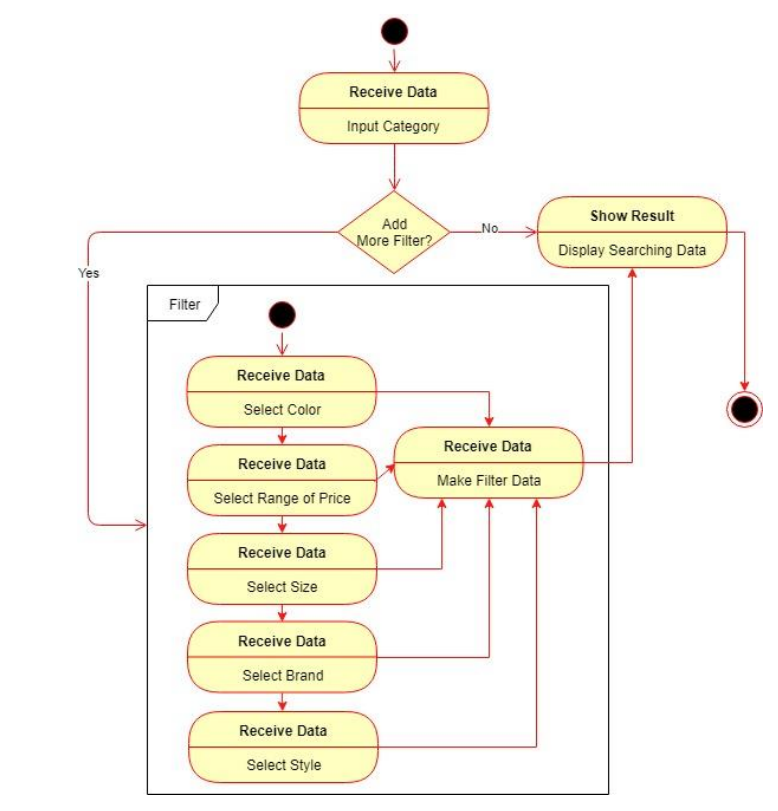 Receive Data
Input Category
Add
More Filter?
No
Show Result
Display Searching Data
Yes
Filter
Receive Data
Select Color
Receive Data
Make Filter Data
Receive Data
Select Range of Price
Receive Data
Select Size
Receive Data
Select Brand
Receive Data
Select Style